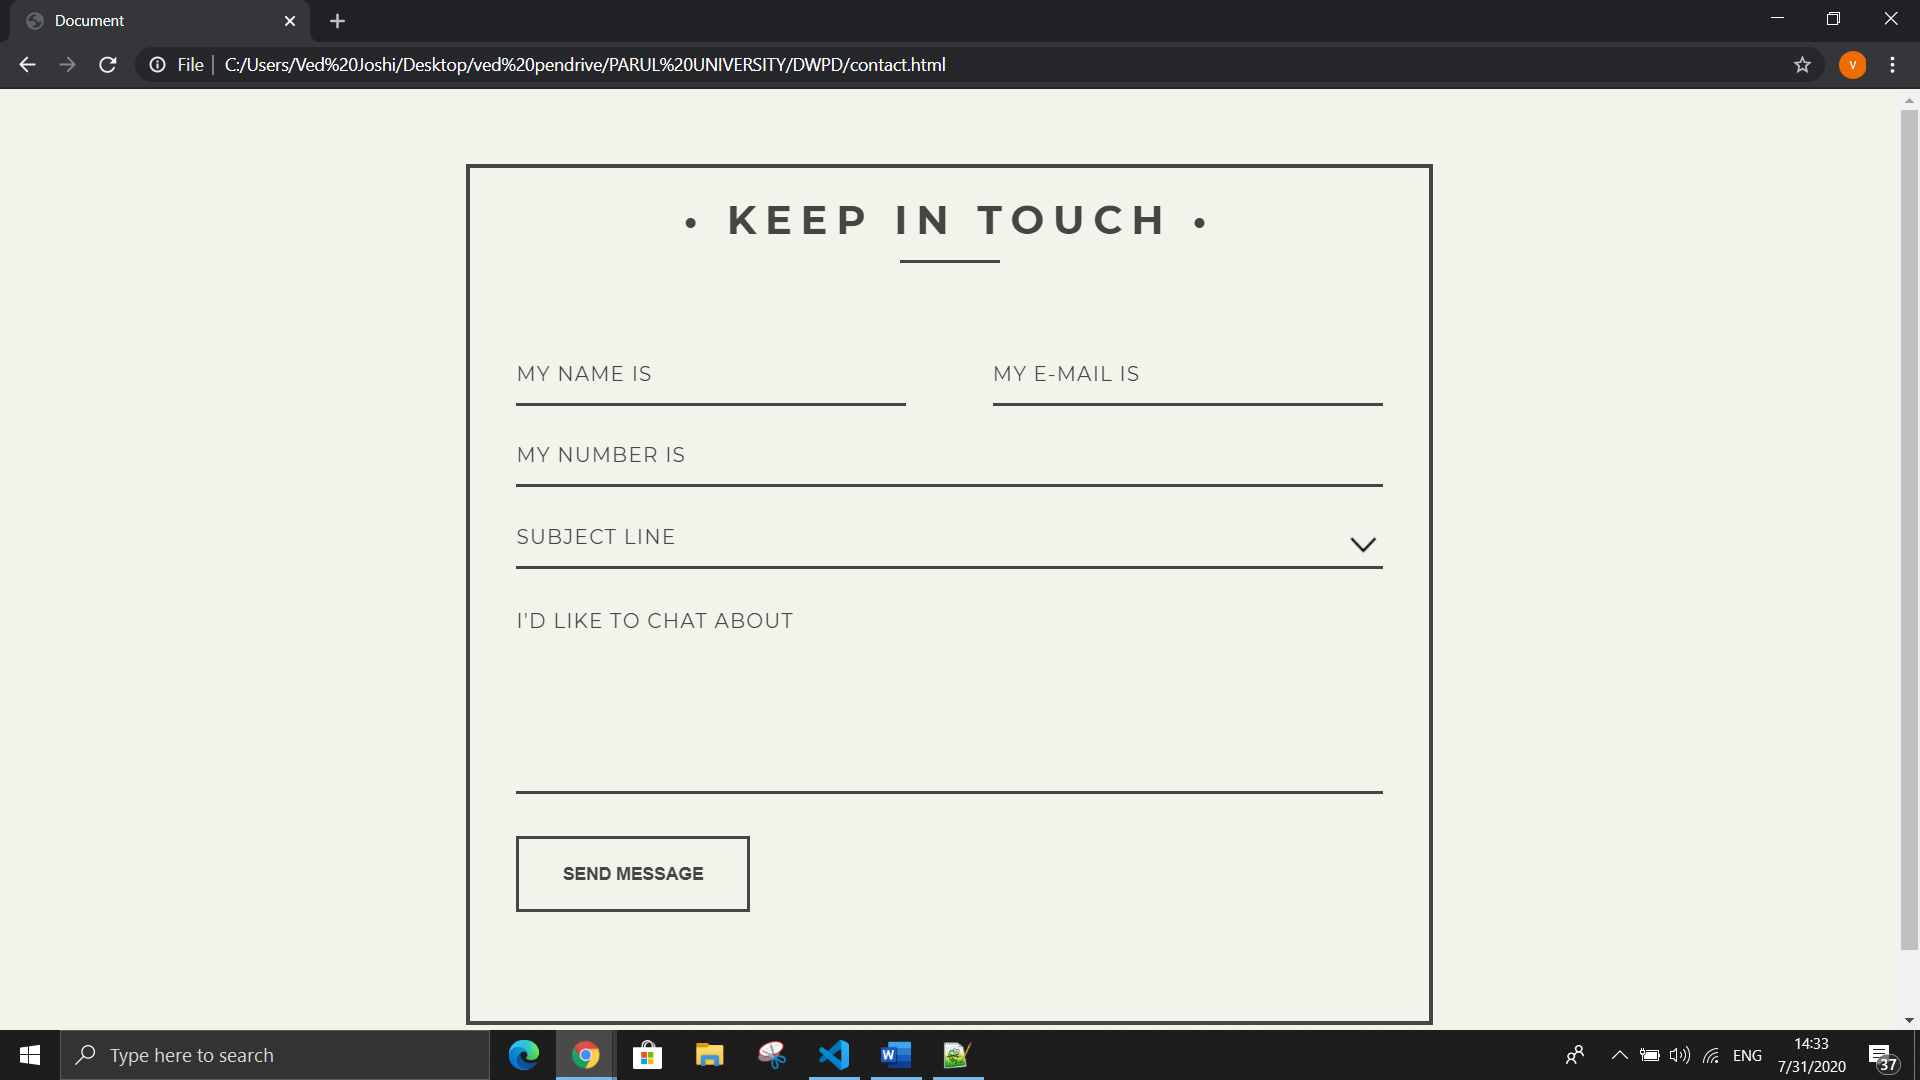 Document
File
C:/Users/Ved%20Joshi/Desktop/ved%20pendrive/PARUL%20UNIVERSITY/DWPD/contact.html
V
• KEEP IN TOUCH •
MY NAME IS
MY E-MAIL IS
MY NUMBER IS
SUBJECT LINE
I'D LIKE TO CHAT ABOUT
SEND MESSAGE
Type here to search
W
ENG
14:33
7/31/2020
37